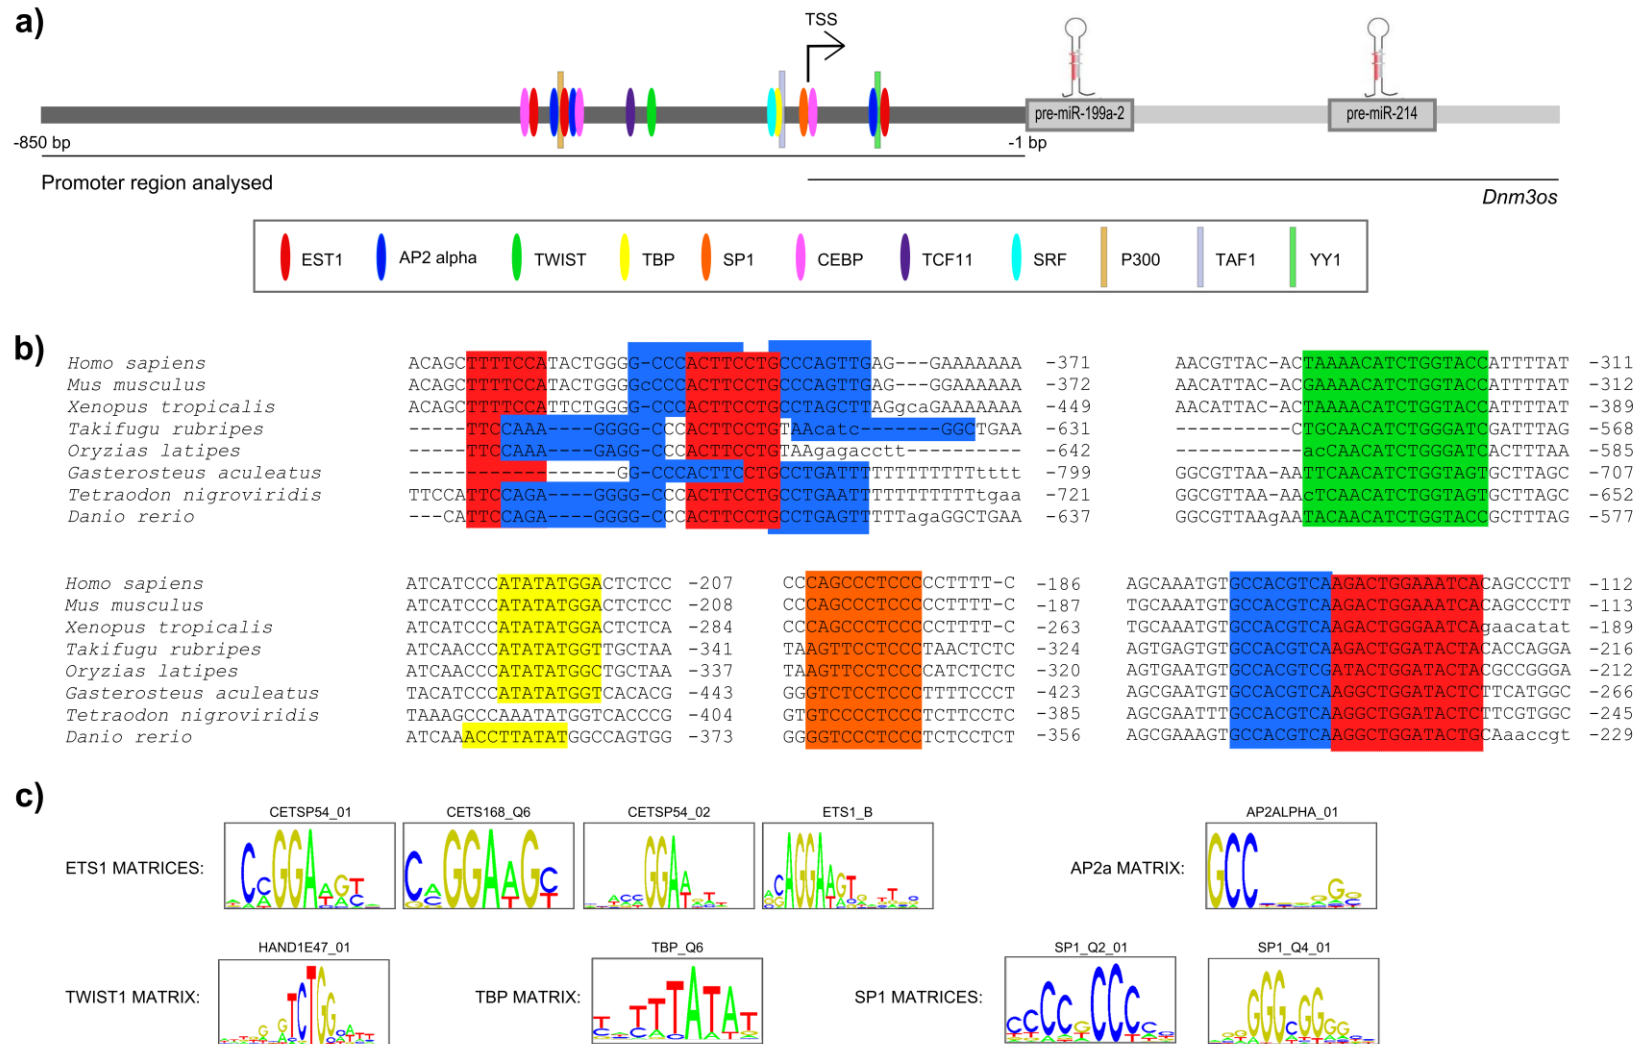 a)
TSS
pre-miR-199a-2
pre-miR-214
-850 bp
-1 bp
Promoter region analysed
Dnm3os
EST1 AP2 alpha TWIST TBP SP1 CEBP TCF11 SRF P300 TAF1 YY1
b)
Homo sapiens ACAGCTTTTCCATACTGGGG-CCCACTTCCTGCCCAGTTGAG---GAAAAAAA -371 AACGTTAC-ACTAAAACATCTGGTACCATTTTAT -311
Mus musculus ACAGCTTTTCCATACTGGGGcCCCACTTCCTGCCCAGTTGAG---GGAAAAAA -372 AACATTAC-ACGAAAACATCTGGTACCATTTTAT -312
Xenopus tropicalis ACAGCTTTTCCATTCTGGGG-CCCACTTCCTGCCTAGCTTAGgcaGAAAAAAA -449 AACATTAC-ACTAAAACATCTGGTACCATTTTAT -389
Takifugu rubripes -----TTCCAAA----GGGG-CCCACTTCCTGTAAcatc-------GGCTGAA -631 ----------CTGCAACATCTGGGATCGATTTAG -568
Oryzias latipes -----TTCCAAA----GAGG-CCCACTTCCTGTAAgagacctt---------- -642 -----------acCAACATCTGGGATCACTTTAA -585
Gasterosteus aculeatus ------------------GG-CCCACTTCCTGCCTGATTTTTTTTTTTTtttt -799 GGCGTTAA-AATTCAACATCTGGTAGTGCTTAGC -707
Tetraodon nigroviridis TTCCATTCCAGA----GGGG-CCCACTTCCTGCCTGAATTTTTTTTTTTtgaa -721 GGCGTTAA-AAcTCAACATCTGGTAGTGCTTAGC -652
Danio rerio ---CATTCCAGA----GGGG-CCCACTTCCTGCCTGAGTTTTTagaGGCTGAA -637 GGCGTTAAgAATACAACATCTGGTACCGCTTTAG -577
Homo sapiens ATCATCCCATATATGGACTCTCC -207 CCCAGCCCTCCCCCTTTT-C -186 AGCAAATGTGCCACGTCAAGACTGGAAATCACAGCCCTT -112
Mus musculus ATCATCCCATATATGGACTCTCC -208 CCCAGCCCTCCCCCTTTT-C -187 TGCAAATGTGCCACGTCAAGACTGGAAATCACAGCCCTT -113
Xenopus tropicalis ATCATCCCATATATGGACTCTCA -284 CCCAGCCCTCCCCCTTTT-C -263 TGCAAATGTGCCACGTCAAGACTGGGAATCAgaacatat -189
Takifugu rubripes ATCAACCCATATATGGTTGCTAA -341 TAAGTTCCTCCCTAACTCTC -324 AGTGAGTGTGCCACGTCAAGACTGGATACTACACCAGGA -216
Oryzias latipes ATCAACCCATATATGGCTGCTAA -337 TAAGTTCCTCCCCATCTCTC -320 AGTGAATGTGCCACGTCGATACTGGATACTACGCCGGGA -212
Gasterosteus aculeatus TACATCCCATATATGGTCACACG -443 GGGTCTCCTCCCTTTTCCCT -423 AGCGAATGTGCCACGTCAAGGCTGGATACTCTTCATGGC -266
Tetraodon nigroviridis TAAAGCCCAAATATGGTCACCCG -404 GTGTCCCCTCCCTCTTCCTC -385 AGCGAATTTGCCACGTCAAGGCTGGATACTCTTCGTGGC -245
Danio rerio ATCAAACCTTATATGGCCAGTGG -373 GGGGTCCCTCCCTCTCCTCT -356 AGCGAAAGTGCCACGTCAAGGCTGGATACTGCAaaccgt -229
c)
CETSP54_01 CETS168_Q6 CETSP54_02 ETS1_B AP2ALPHA_01
ETS1 MATRICES: AP2a MATRIX:
HAND1E47_01 TBP_Q6 SP1_Q2_01 SP1_Q4_01
TWIST1 MATRIX: TBP MATRIX: SP1 MATRICES: